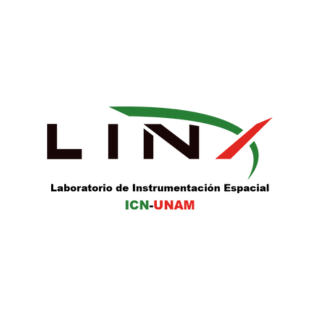 LINX
Laboratorio de Instrumentación Espacial
ICN-UNAM